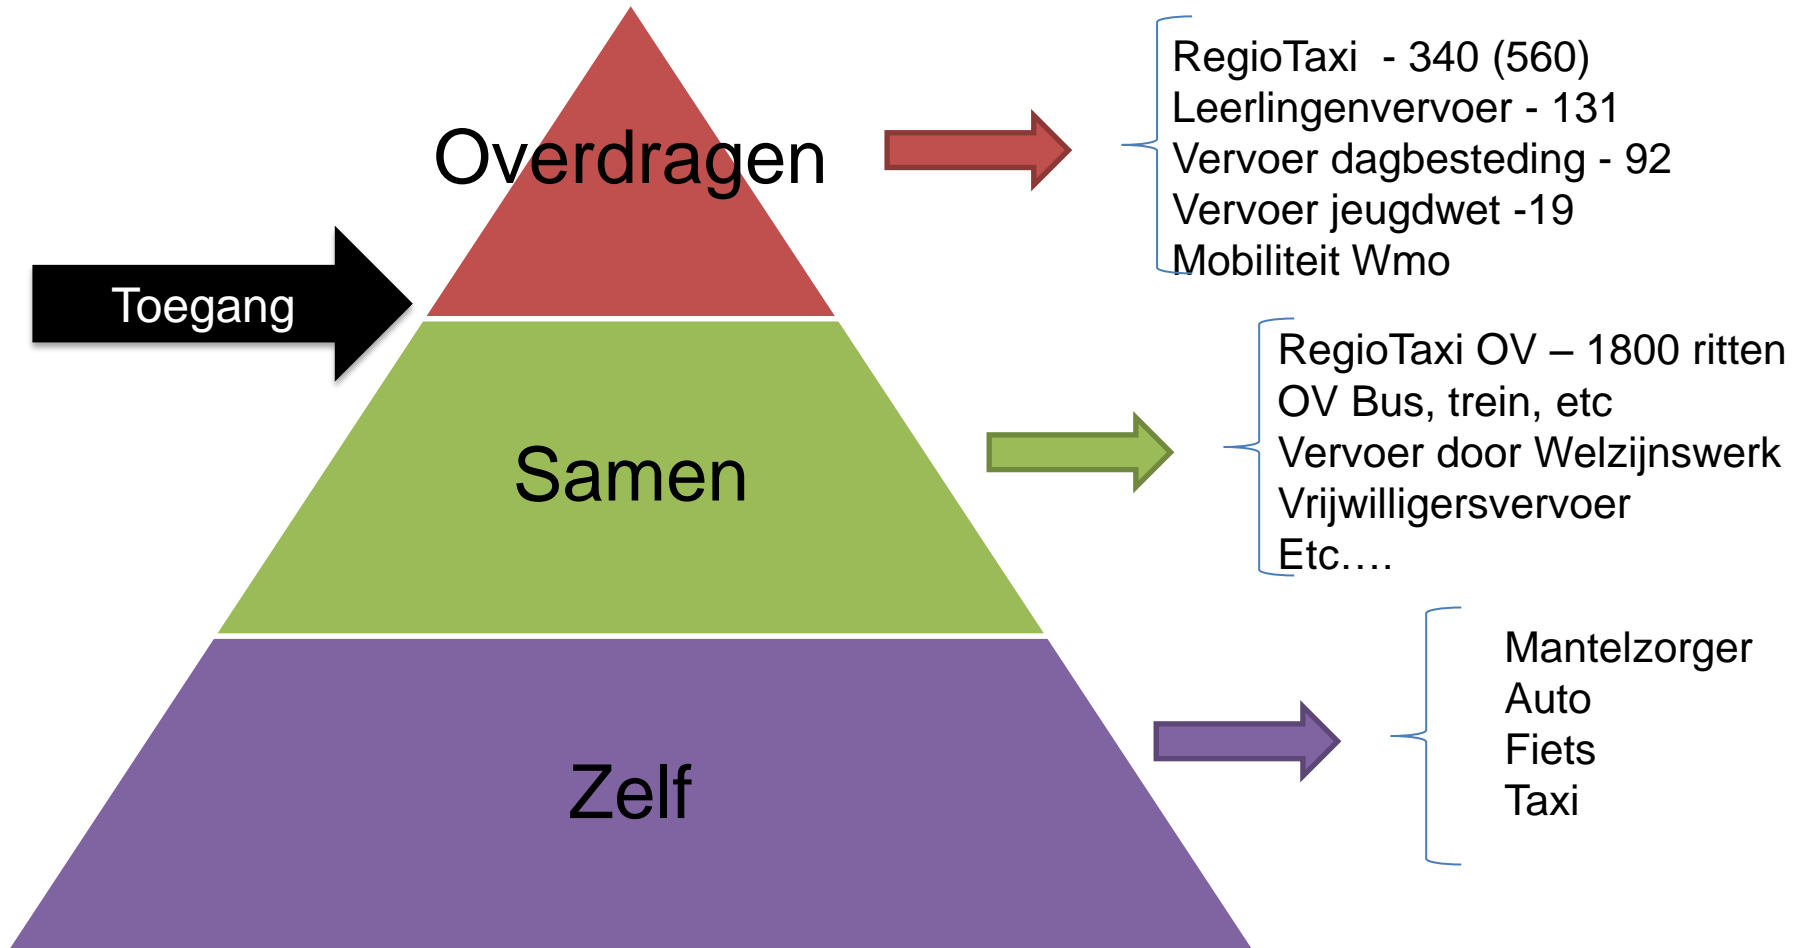 Overdragen
RegioTaxi - 340 (560)
Leerlingenvervoer - 131
Vervoer dagbesteding - 92
Vervoer jeugdwet -19
Mobiliteit Wmo
Toegang
Samen
RegioTaxi OV – 1800 ritten
OV Bus, trein, etc
Vervoer door Welzijnswerk
Vrijwilligersvervoer
Etc….
Zelf
Mantelzorger
Auto
Fiets
Taxi